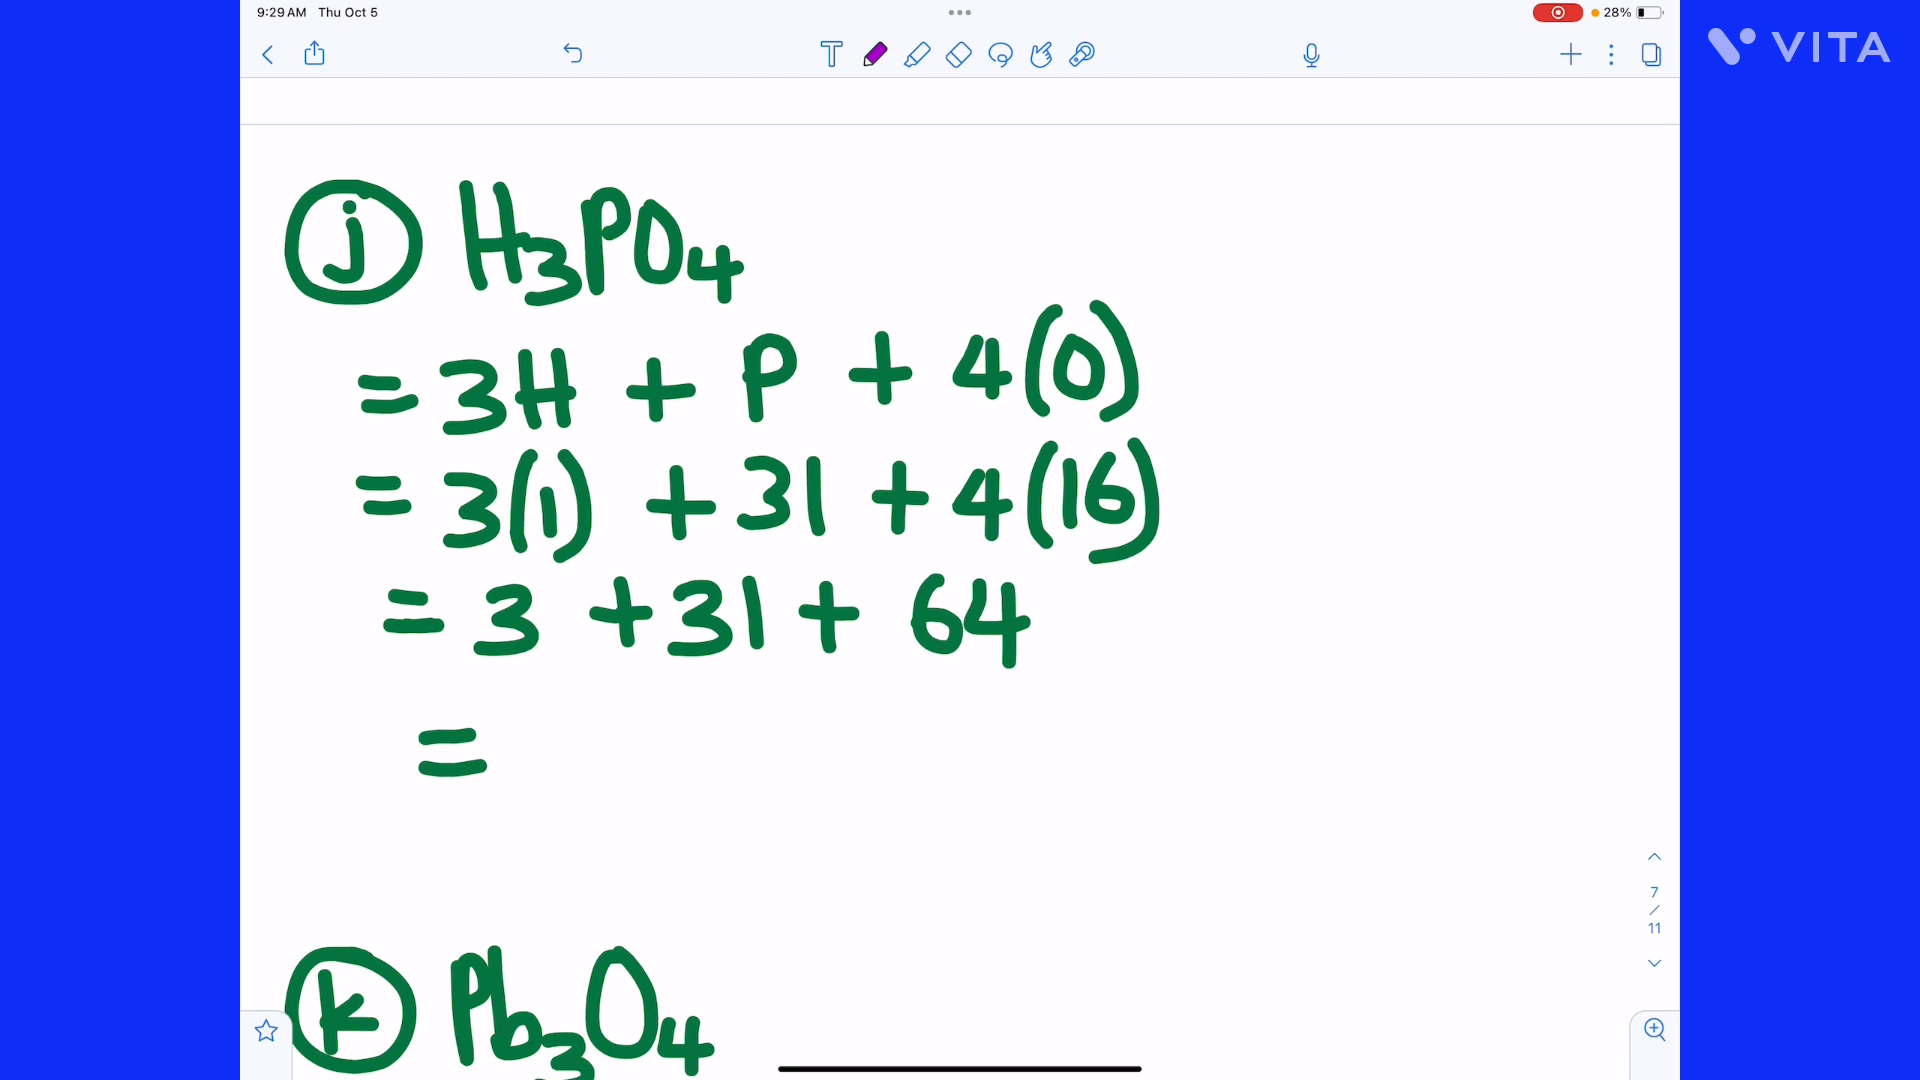 9:29 AM Thu Oct 5
28%
VITA
j H₃PO₄
= 3H + P + 4(O)
= 3(1) + 31 + 4(16)
= 3 + 31 + 64
=
7
/
11
k Pb₃O₄